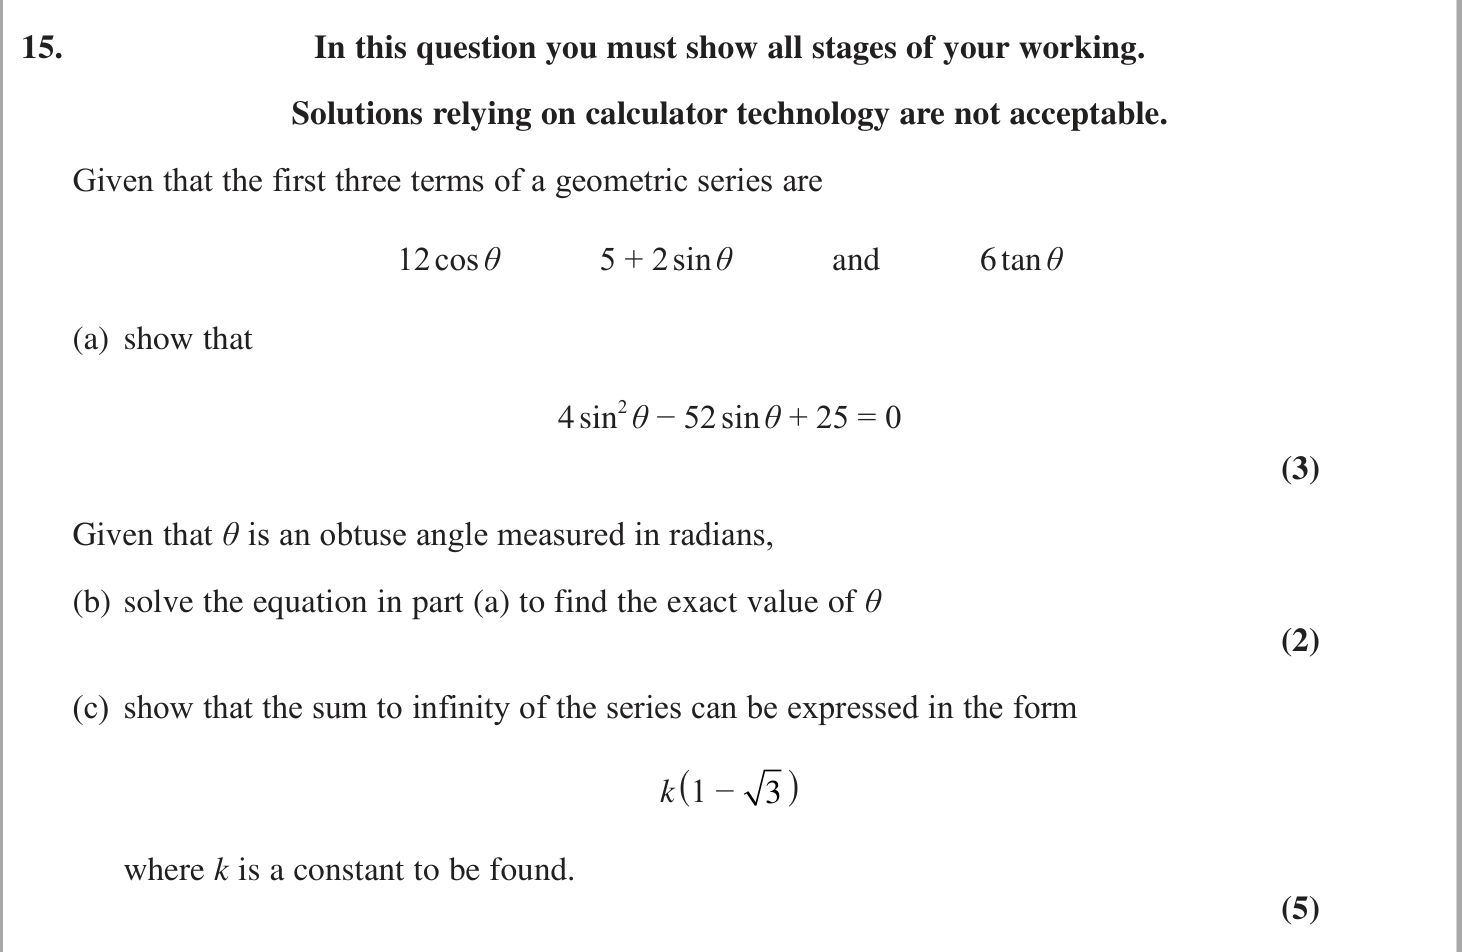 15. In this question you must show all stages of your working.
Solutions relying on calculator technology are not acceptable.
Given that the first three terms of a geometric series are
12 cos θ 5 + 2 sin θ and 6 tan θ
(a) show that
4 sin² θ − 52 sin θ + 25 = 0
(3)
Given that θ is an obtuse angle measured in radians,
(b) solve the equation in part (a) to find the exact value of θ
(2)
(c) show that the sum to infinity of the series can be expressed in the form
k(1 − √3)
where k is a constant to be found.
(5)